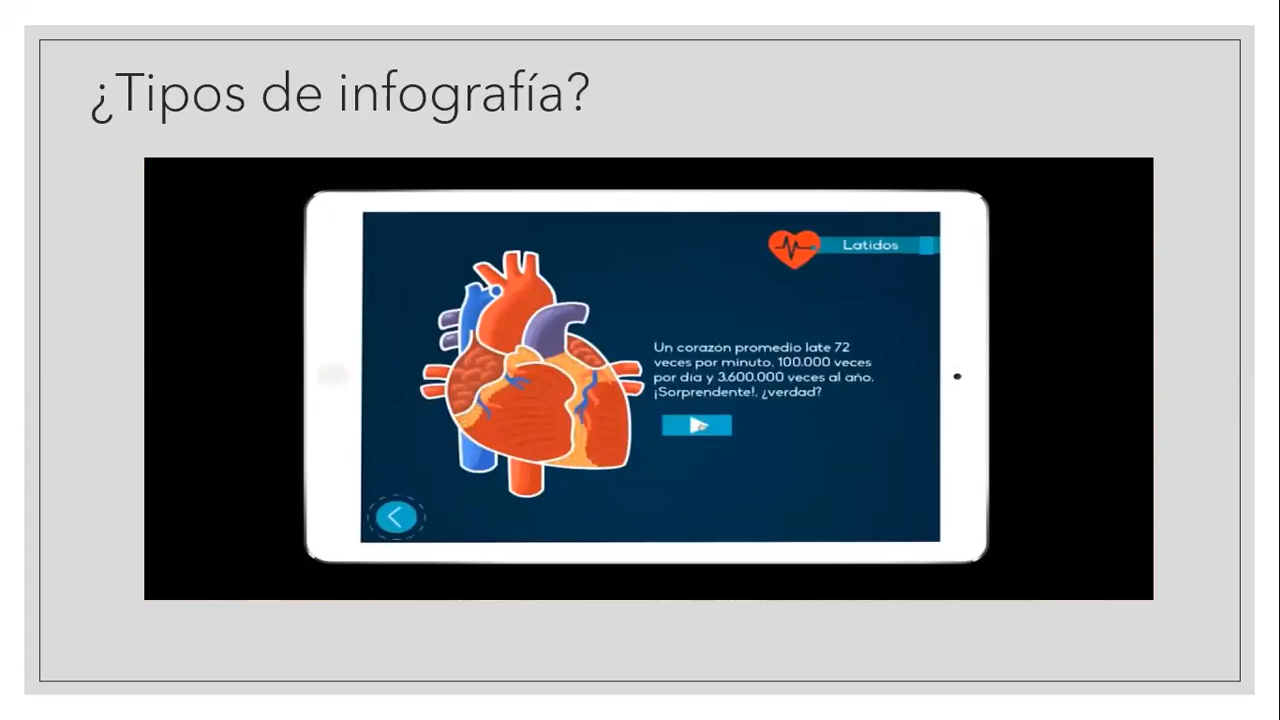 ¿Tipos de infografía?
Latidos
Un corazón promedio late 72
veces por minuto, 100.000 veces
por día y 3.600.000 veces al año.
¡Sorprendente!, ¿verdad?